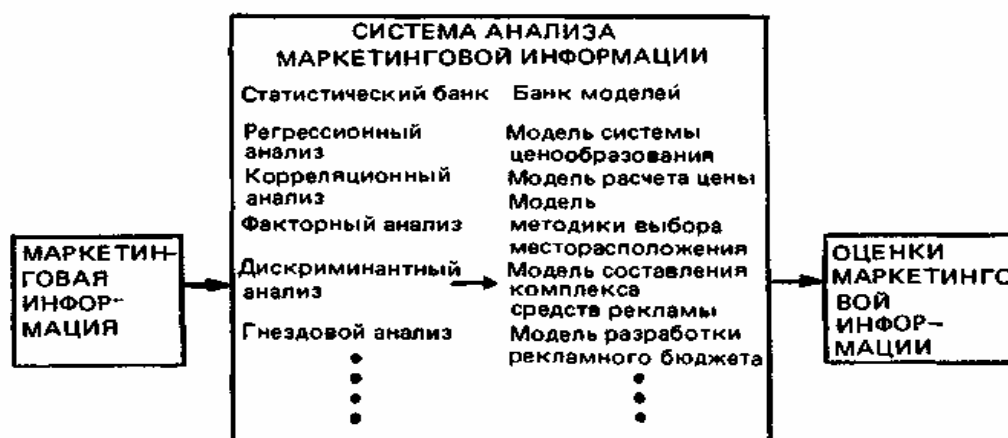 СИСТЕМА АНАЛИЗА
МАРКЕТИНГОВОЙ ИНФОРМАЦИИ
Статистический банк
Регрессионный
анализ
Корреляционный
анализ
Факторный анализ
Дискриминантный
анализ
Гнездовой анализ
Банк моделей
Модель системы
ценообразования
Модель расчета цены
Модель
методики выбора
месторасположения
Модель составления
комплекса
средств рекламы
Модель разработки
рекламного бюджета
МАРКЕТИН-
ГОВАЯ
ИНФОР-
МАЦИЯ
ОЦЕНКИ
МАРКЕТИНГО
ВОЙ
ИНФОР-
МАЦИИ